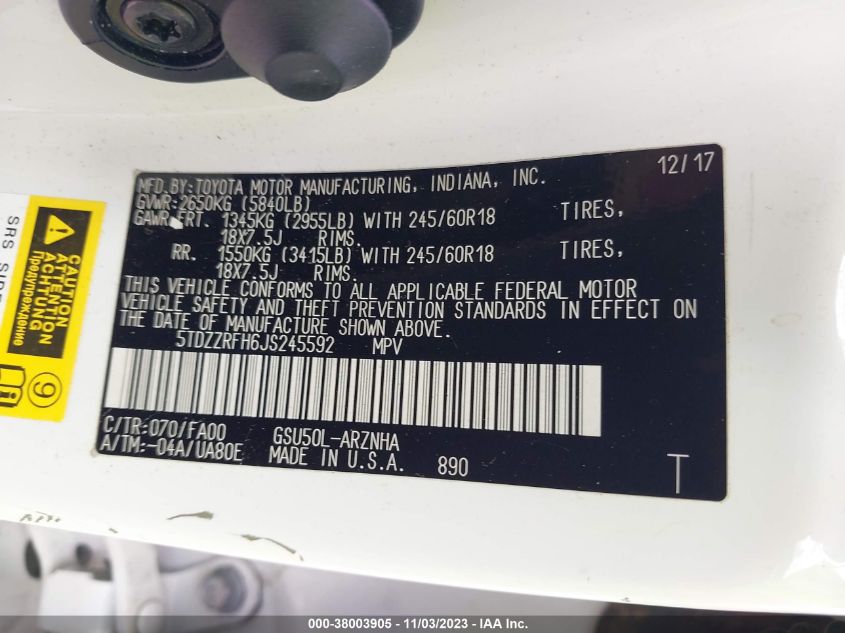 12/17
MFD. BY: TOYOTA MOTOR MANUFACTURING, INDIANA, INC.
GVWR: 2650KG (5840LB)
GAWR FRT. 1345KG (2955LB) WITH 245/60R18 TIRES,
18X7.5J RIMS.
RR. 1550KG (3415LB) WITH 245/60R18 TIRES,
18X7.5J RIMS.
THIS VEHICLE CONFORMS TO ALL APPLICABLE FEDERAL MOTOR
VEHICLE SAFETY AND THEFT PREVENTION STANDARDS IN EFFECT ON
THE DATE OF MANUFACTURE SHOWN ABOVE.
5TDZZRFH6JS245592 MPV
C/TR: 070/FA00 GSU50L-ARZNHA
A/TM: -04A/UA80E MADE IN U.S.A. 890
T
SRS SIDE
CAUTION
ATTENTION
ACHTUNG
Предупреждение
9
000-38003905 - 11/03/2023 - IAA Inc.